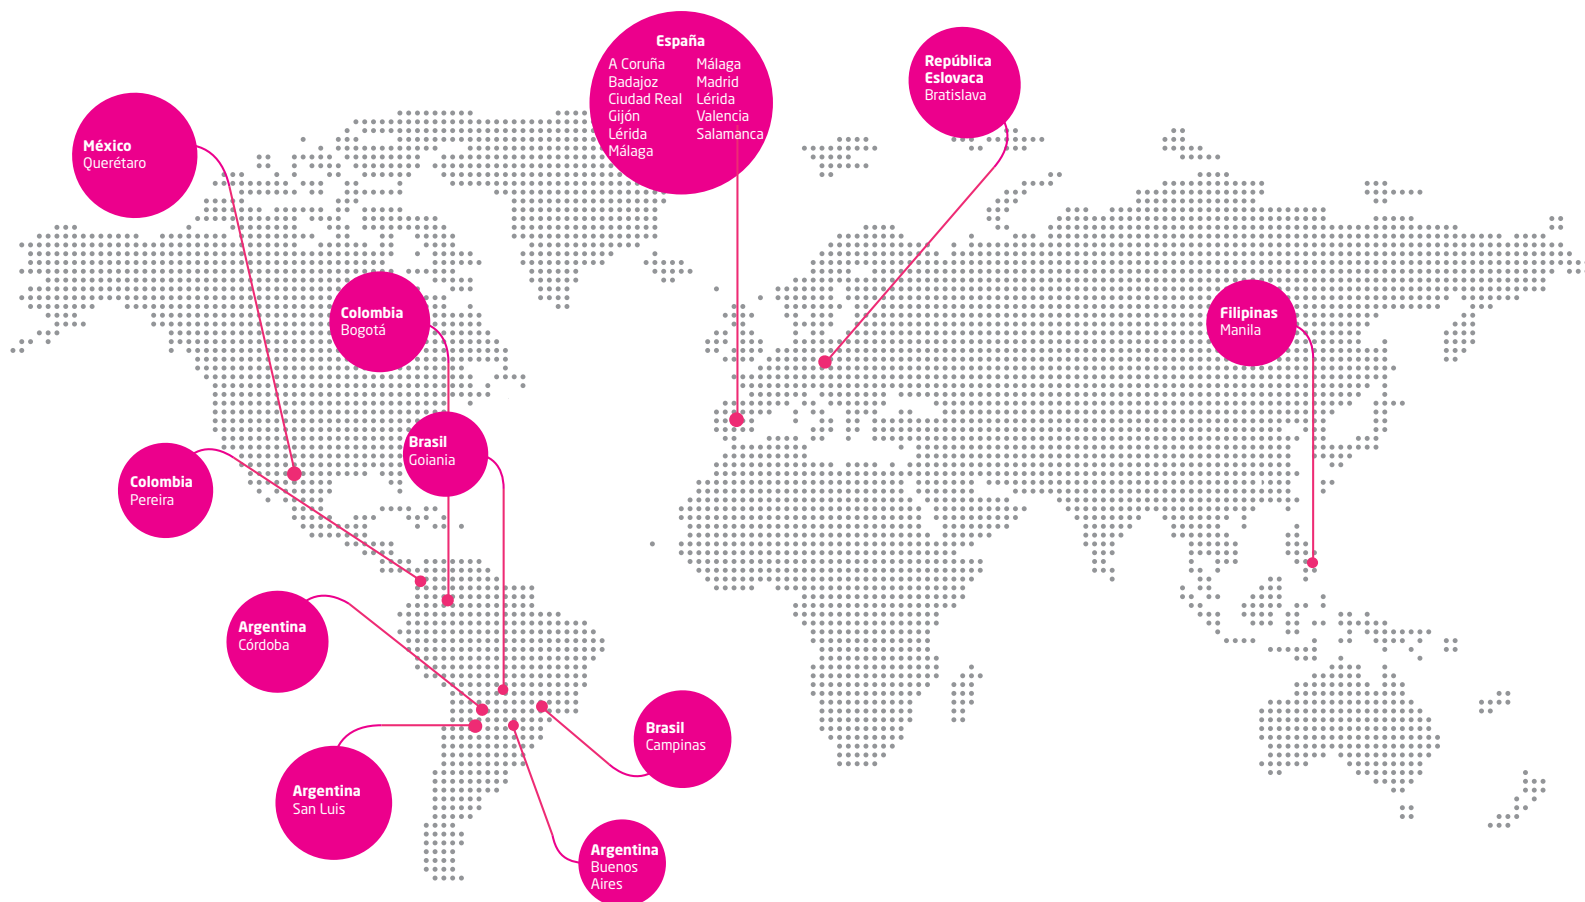 España
A Coruña
Badajoz
Ciudad Real
Gijón
Lérida
Málaga
Málaga
Madrid
Lérida
Valencia
Salamanca
República
Eslovaca
Bratislava
México
Querétaro
Colombia
Bogotá
Filipinas
Manila
Brasil
Goiania
Colombia
Pereira
Argentina
Córdoba
Brasil
Campinas
Argentina
San Luis
Argentina
Buenos
Aires